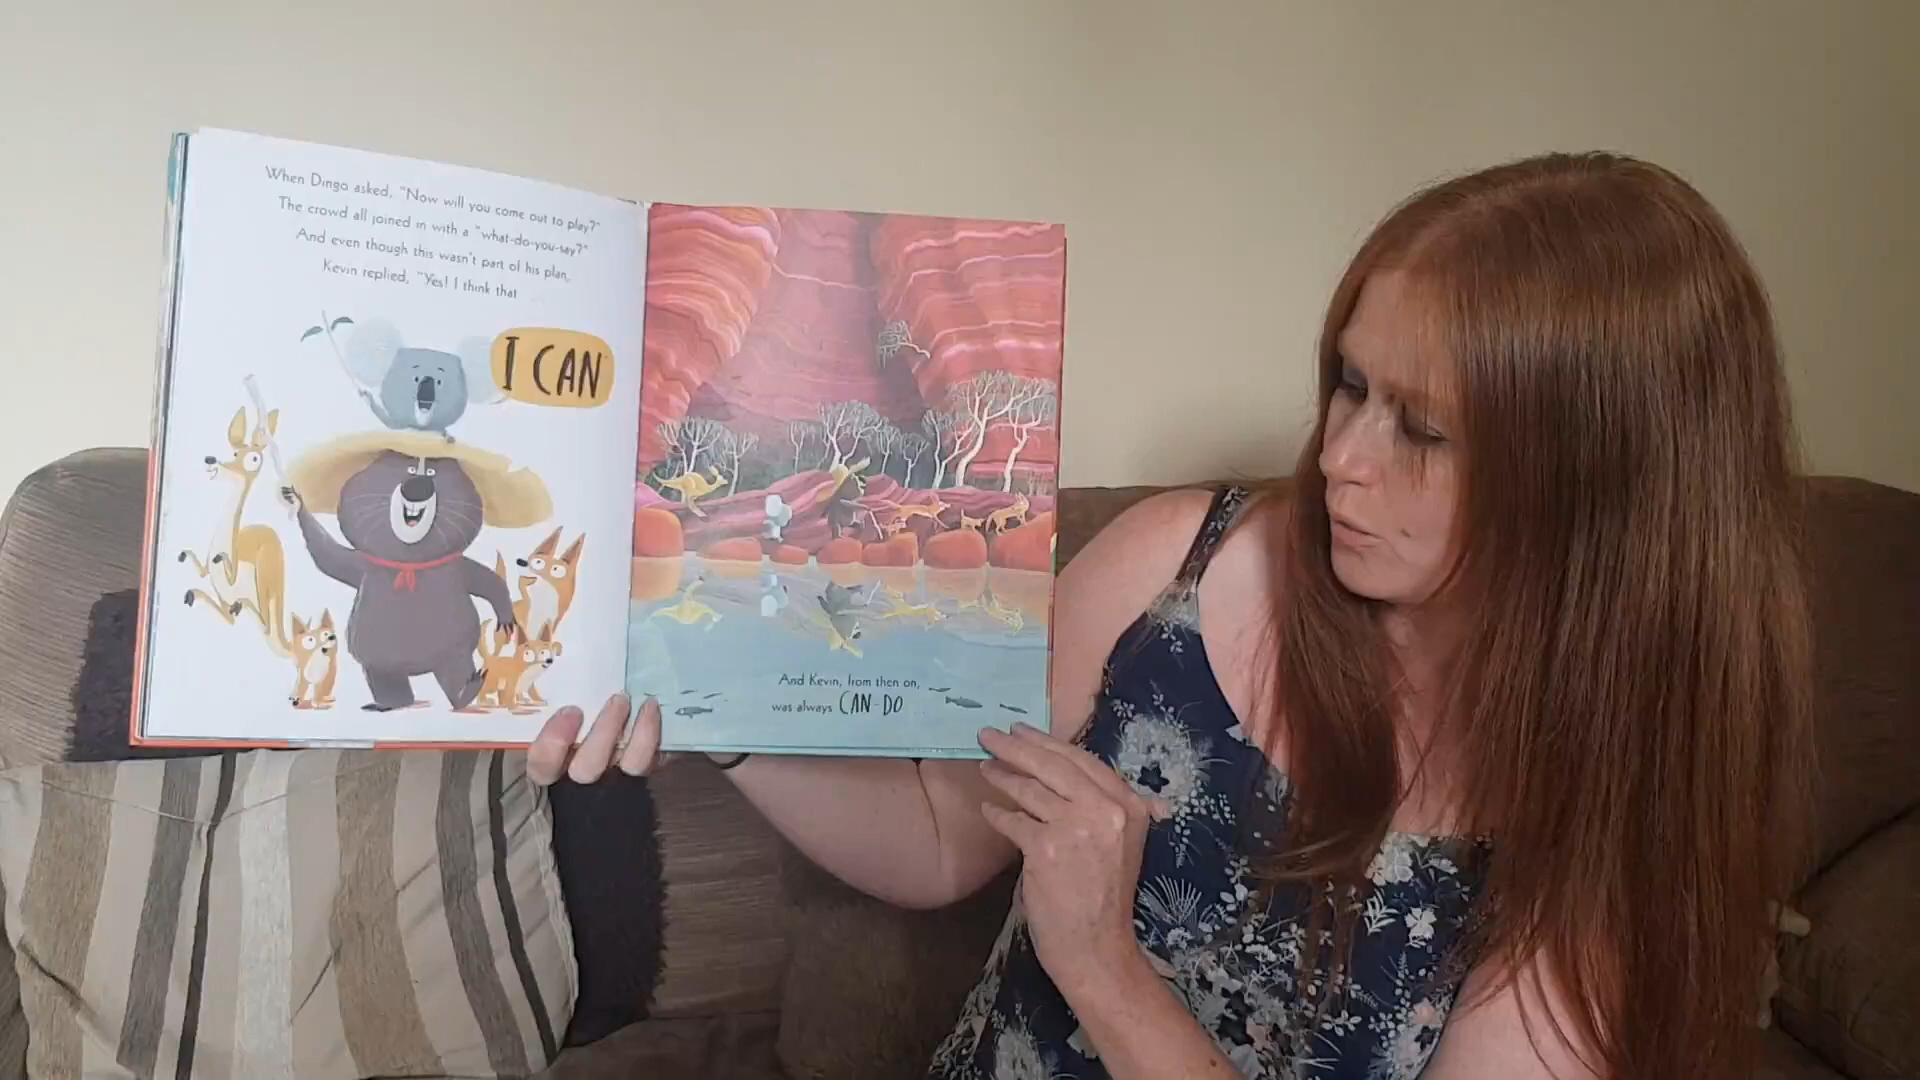 When Dingo asked, "Now will you come out to play?"
The crowd all joined in with a "what-do-you-say?"
And even though this wasn't part of his plan,
Kevin replied, "Yes! I think that
I CAN
And Kevin, from then on,
was always CAN-DO